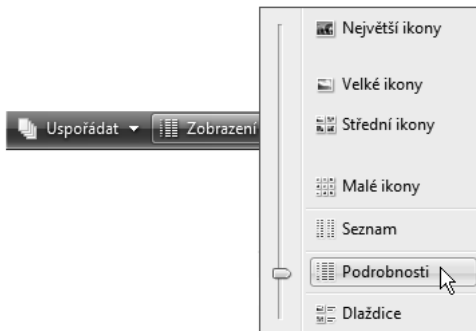 Největší ikony
Velké ikony
Střední ikony
Uspořádat
Zobrazení
Malé ikony
Seznam
Podrobnosti
Dlaždice